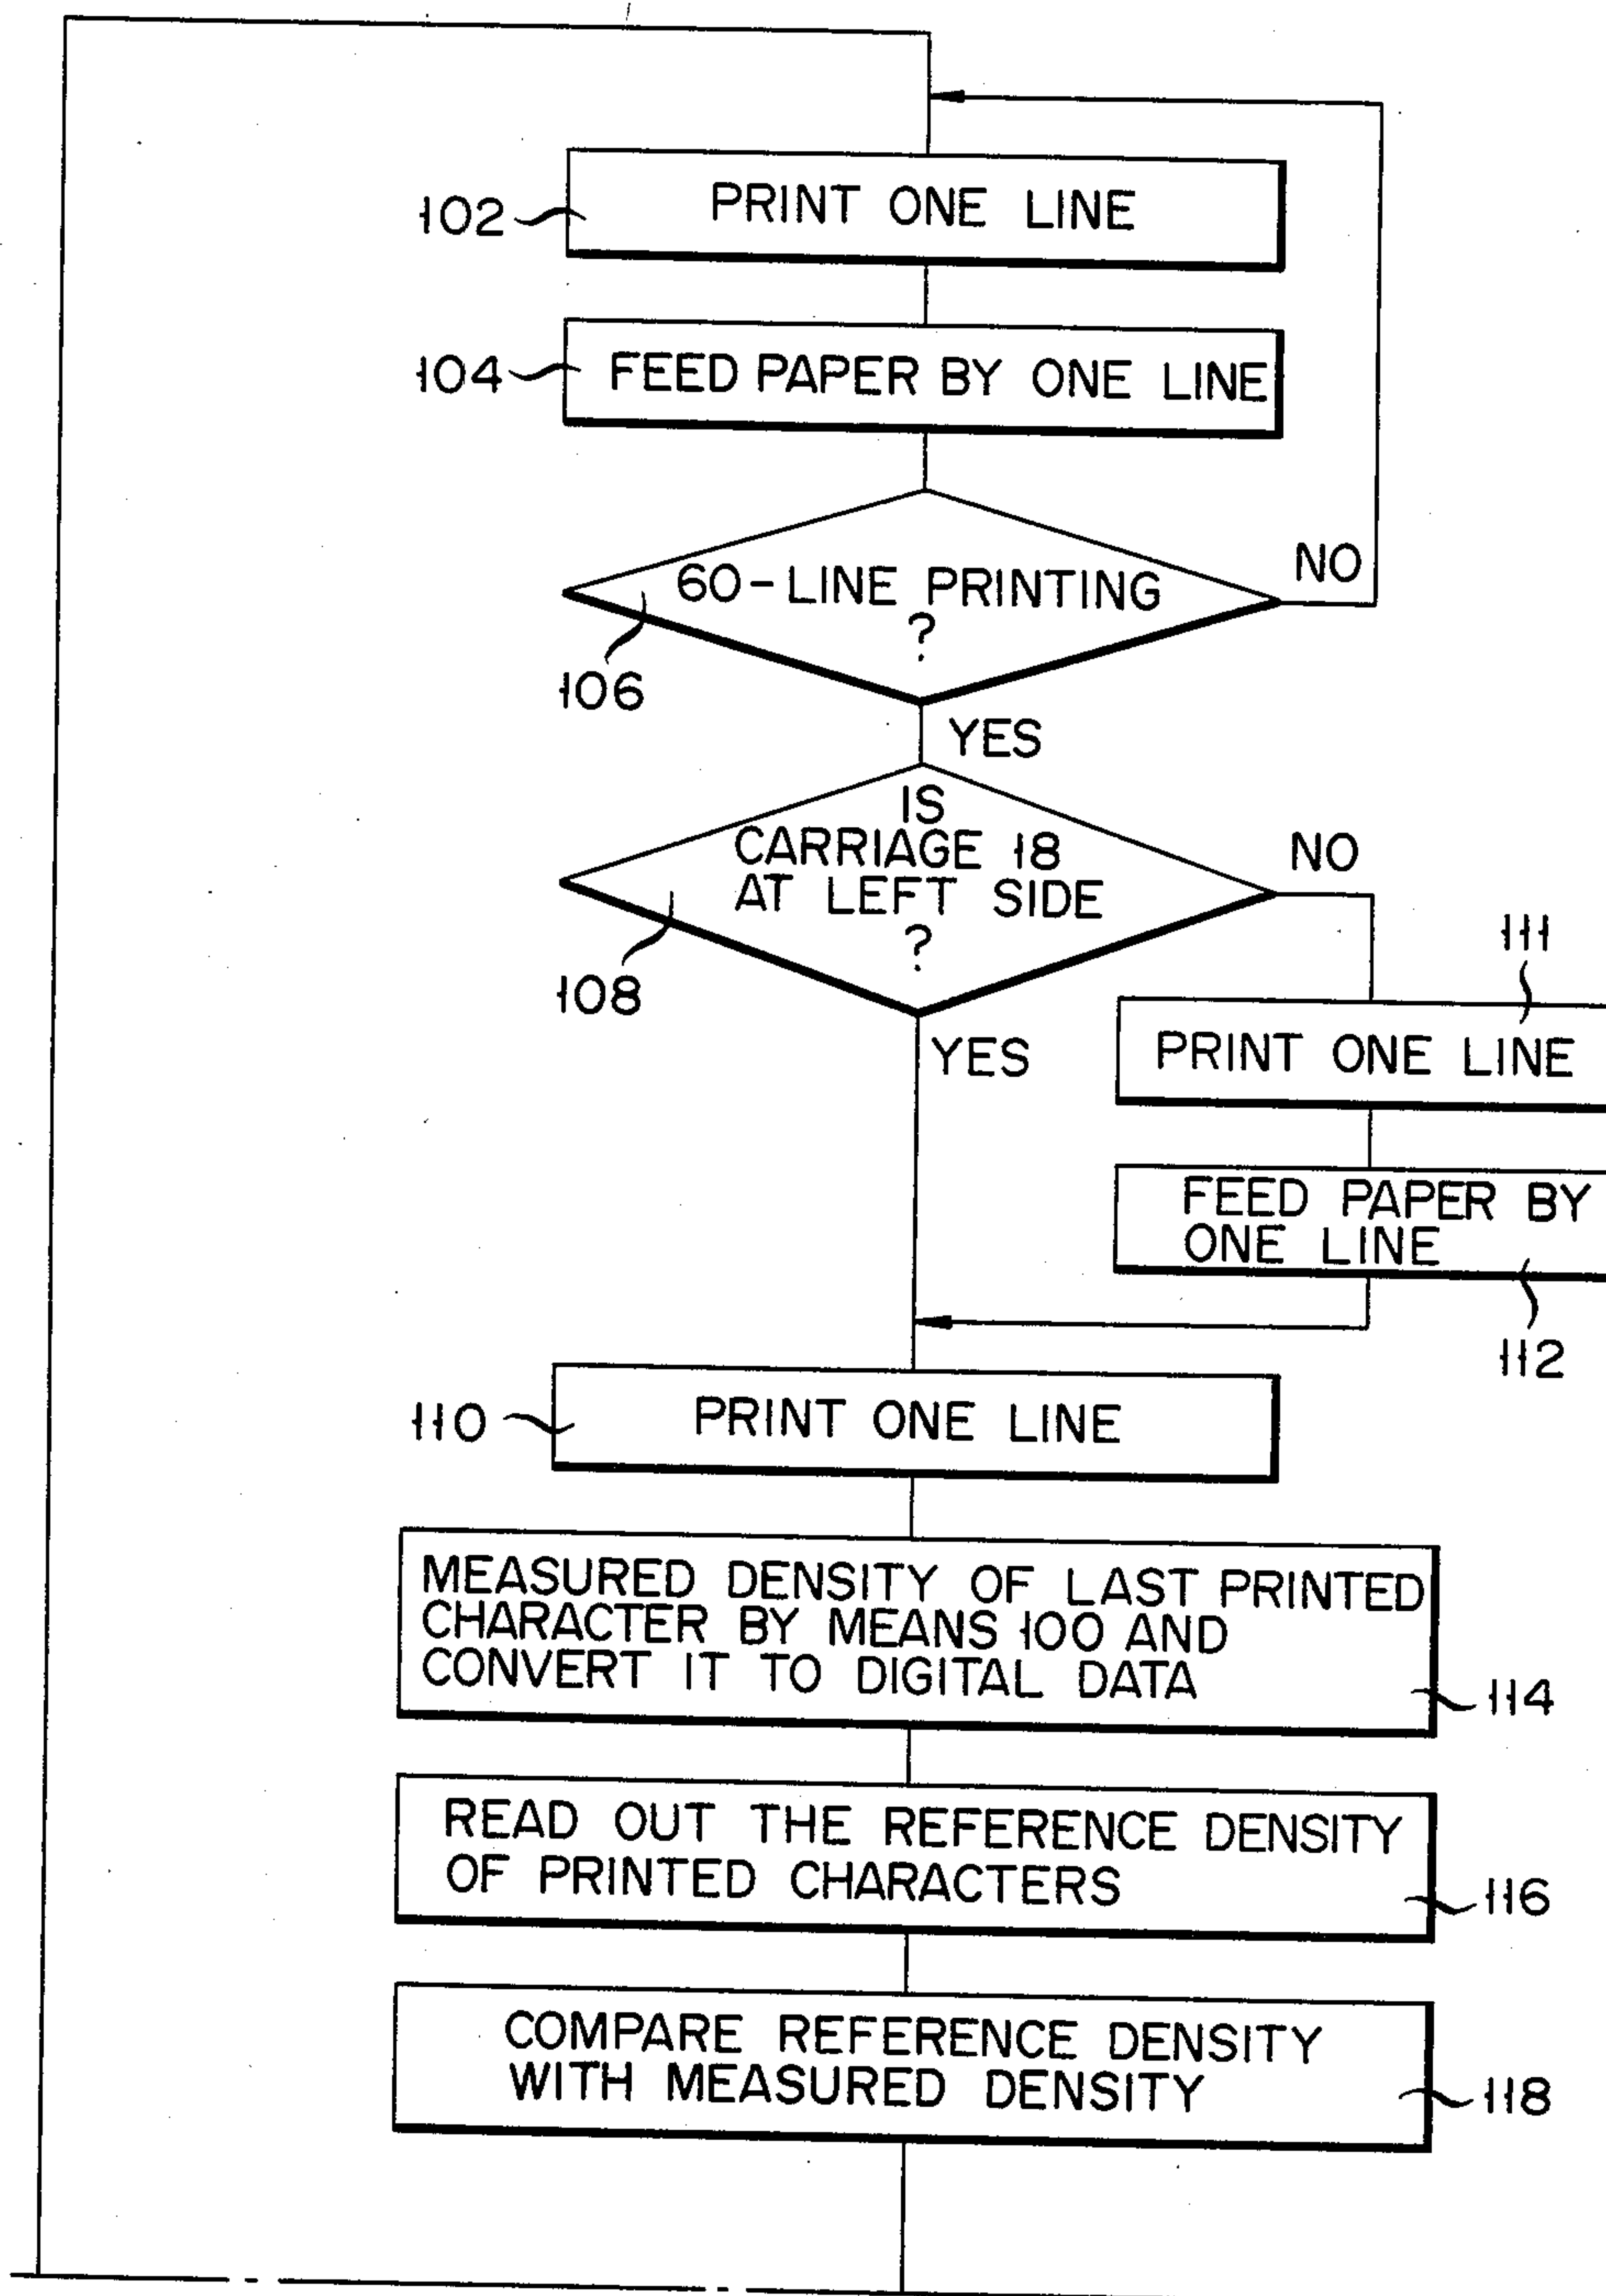 PRINT ONE LINE
102
FEED PAPER BY ONE LINE
104
60-LINE PRINTING
?
NO
106
YES
IS
CARRIAGE 18
AT LEFT SIDE
?
NO
108
YES
111
PRINT ONE LINE
FEED PAPER BY
ONE LINE
112
110
PRINT ONE LINE
MEASURED DENSITY OF LAST PRINTED
CHARACTER BY MEANS 100 AND
CONVERT IT TO DIGITAL DATA
114
READ OUT THE REFERENCE DENSITY
OF PRINTED CHARACTERS
116
COMPARE REFERENCE DENSITY
WITH MEASURED DENSITY
118